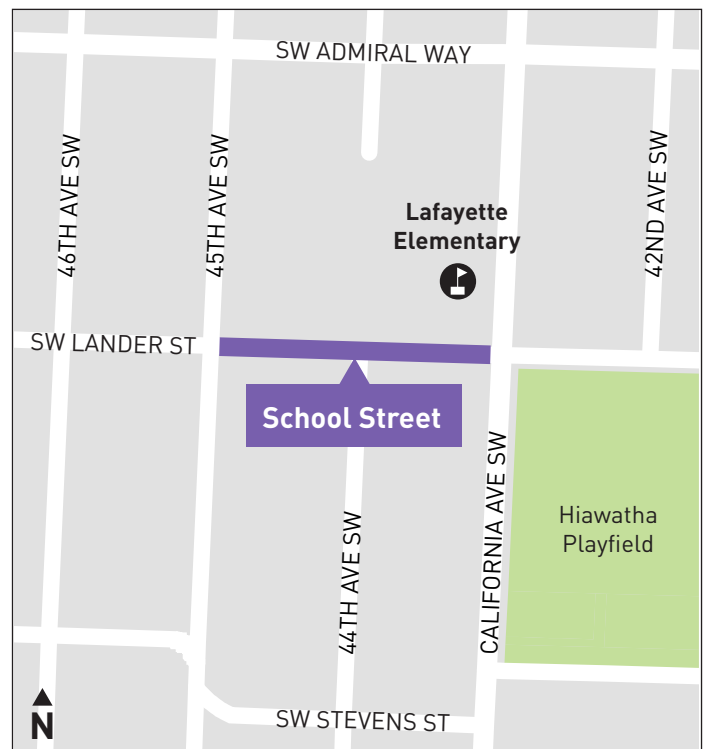 SW ADMIRAL WAY
46TH AVE SW
45TH AVE SW
42ND AVE SW
Lafayette
Elementary
SW LANDER ST
School Street
CALIFORNIA AVE SW
Hiawatha
Playfield
44TH AVE SW
N
SW STEVENS ST